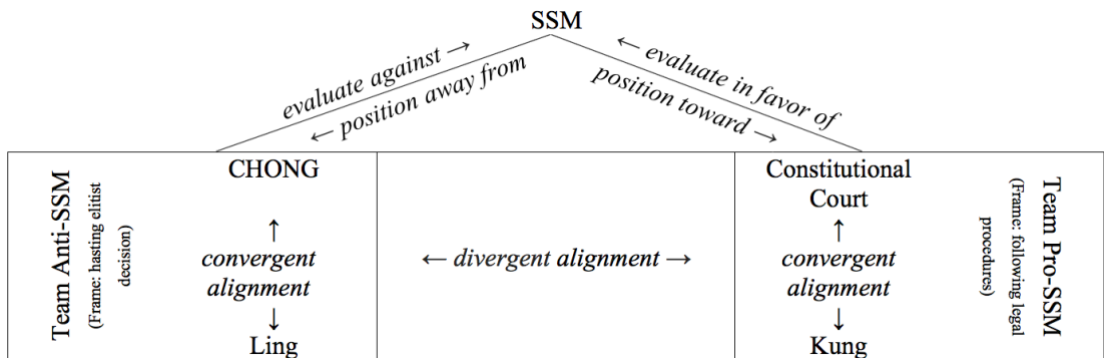 SSM
evaluate against →
← position away from
← evaluate in favor of
position toward →
Team Anti-SSM
(Frame: hasting elitist
decision)
CHONG
↑
convergent
alignment
↓
Ling
← divergent alignment →
Constitutional
Court
↑
convergent
alignment
↓
Kung
Team Pro-SSM
(Frame: following legal
procedures)